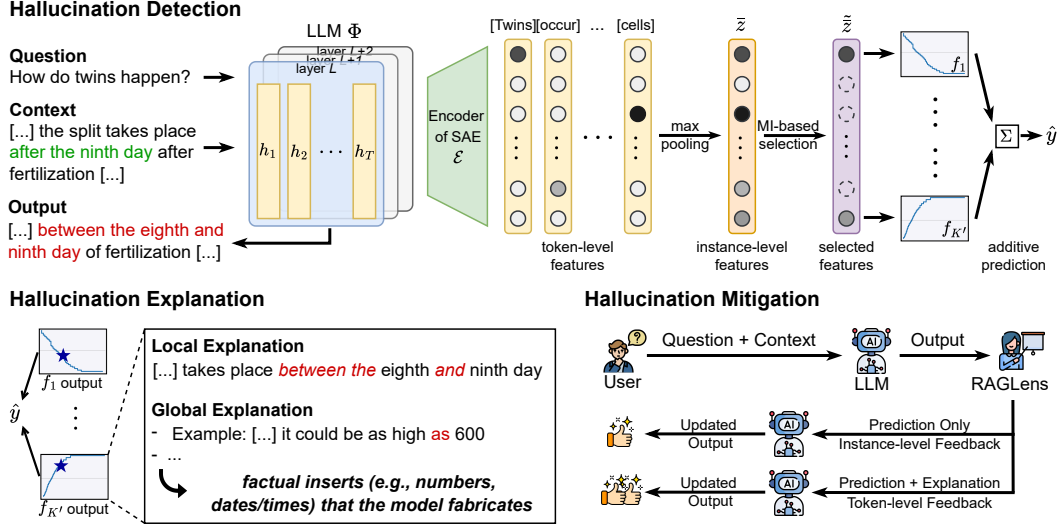 Hallucination Detection
Question
How do twins happen?
Context
[...] the split takes place
after the ninth day after
fertilization [...]
Output
[...] between the eighth and
ninth day of fertilization [...]
LLM Φ
layer L+2
layer L+1
layer L
h₁ h₂ ··· h_T
Encoder
of SAE
ℰ
[Twins] [occur] ... [cells]
token-level
features
max
pooling
z̄
instance-level
features
MI-based
selection
z̃̄
selected
features
f₁
f_K′
Σ
ŷ
additive
prediction
Hallucination Explanation
f₁ output
ŷ
f_K′ output
Local Explanation
[...] takes place between the eighth and ninth day
Global Explanation
- Example: [...] it could be as high as 600
- ...
factual inserts (e.g., numbers,
dates/times) that the model fabricates
Hallucination Mitigation
User
Question + Context
AI
LLM
Output
RAGLens
Prediction Only
Instance-level Feedback
AI
Updated
Output
Prediction + Explanation
Token-level Feedback
AI
Updated
Output